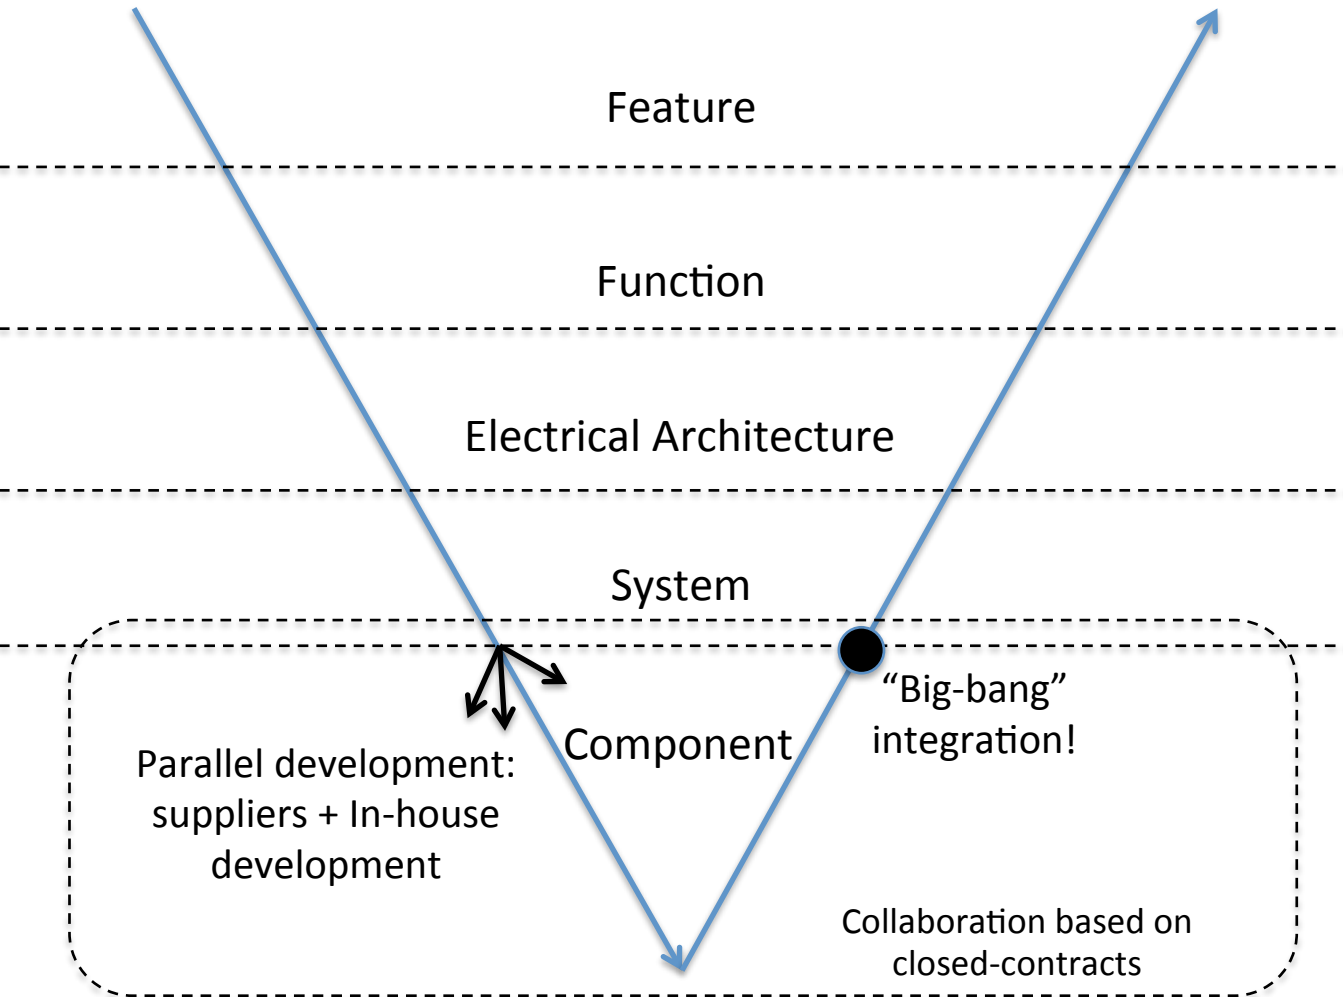 Feature
Function
Electrical Architecture
System
“Big-bang”
integration!
Component
Parallel development:
suppliers + In-house
development
Collaboration based on
closed-contracts